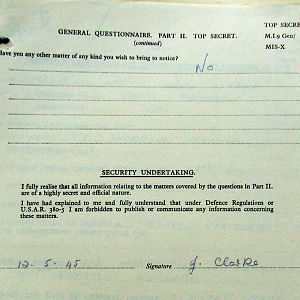 GENERAL QUESTIONNAIRE. PART II. TOP SECRET.
(continued)
TOP SECRE
M.I.9 Gen/
MIS-X
Have you any other matter of any kind you wish to bring to notice?
No
SECURITY UNDERTAKING.
I fully realise that all information relating to the matters covered by the questions in Part II.
are of a highly secret and official nature.
I have had explained to me and fully understand that under Defence Regulations or
U.S.A.R. 380-5 I am forbidden to publish or communicate any information concerning
these matters.
12-5-45 Signature J. Clarke